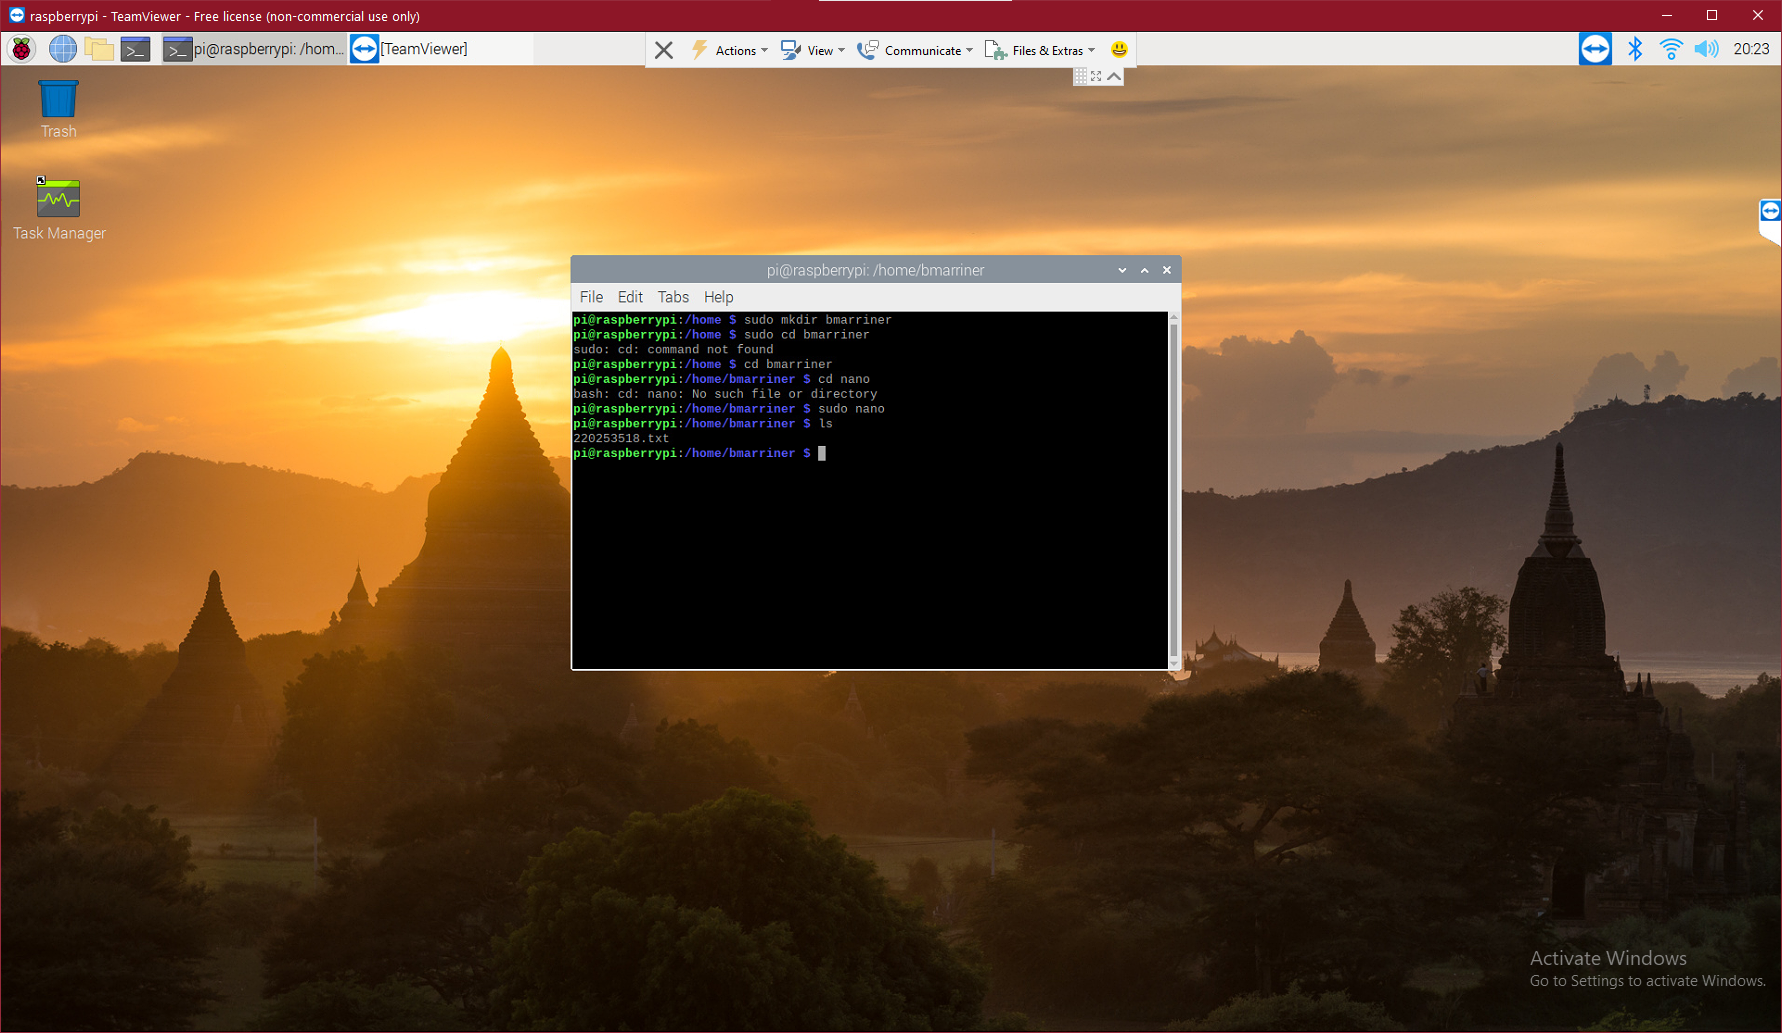 raspberrypi - TeamViewer - Free license (non-commercial use only)
pi@raspberrypi: /hom... [TeamViewer] Actions View Communicate Files & Extras 20:23
Trash
Task Manager
pi@raspberrypi: /home/bmarriner
File Edit Tabs Help
pi@raspberrypi:/home $ sudo mkdir bmarriner
pi@raspberrypi:/home $ sudo cd bmarriner
sudo: cd: command not found
pi@raspberrypi:/home $ cd bmarriner
pi@raspberrypi:/home/bmarriner $ cd nano
bash: cd: nano: No such file or directory
pi@raspberrypi:/home/bmarriner $ sudo nano
pi@raspberrypi:/home/bmarriner $ ls
220253518.txt
pi@raspberrypi:/home/bmarriner $
Activate Windows
Go to Settings to activate Windows.